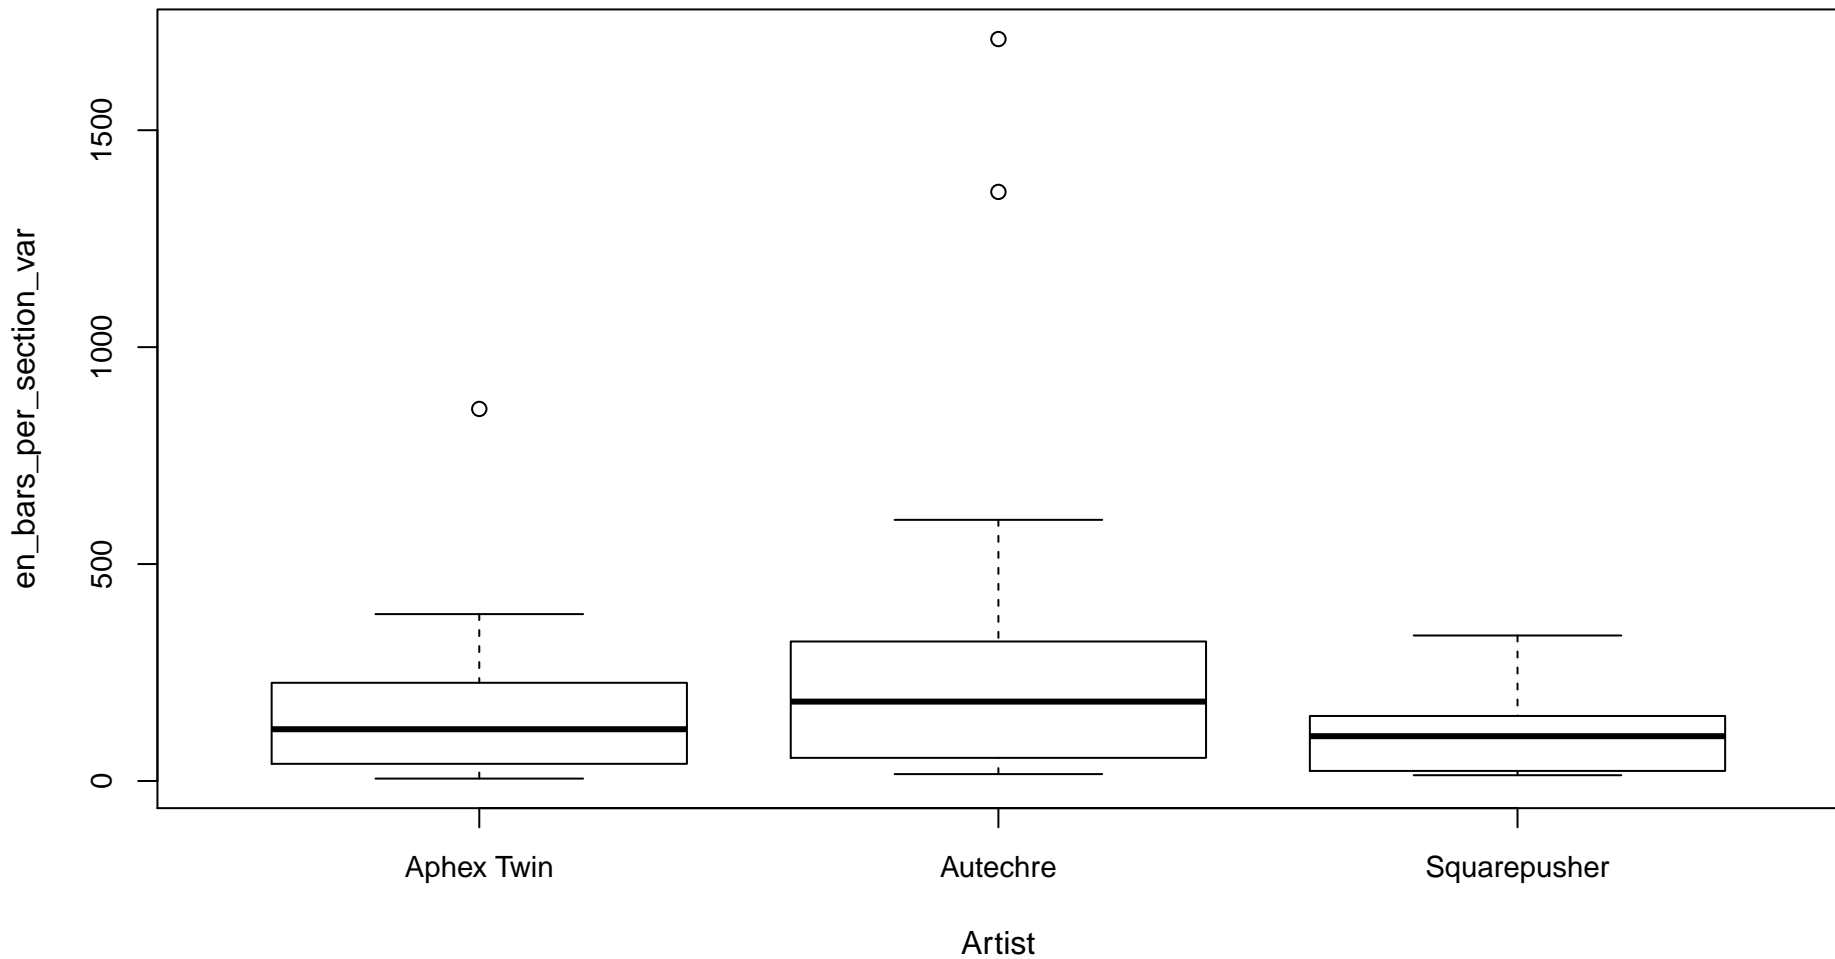 en_bars_per_section_var
1500
1000
500
0
Aphex Twin
Autechre
Squarepusher
Artist